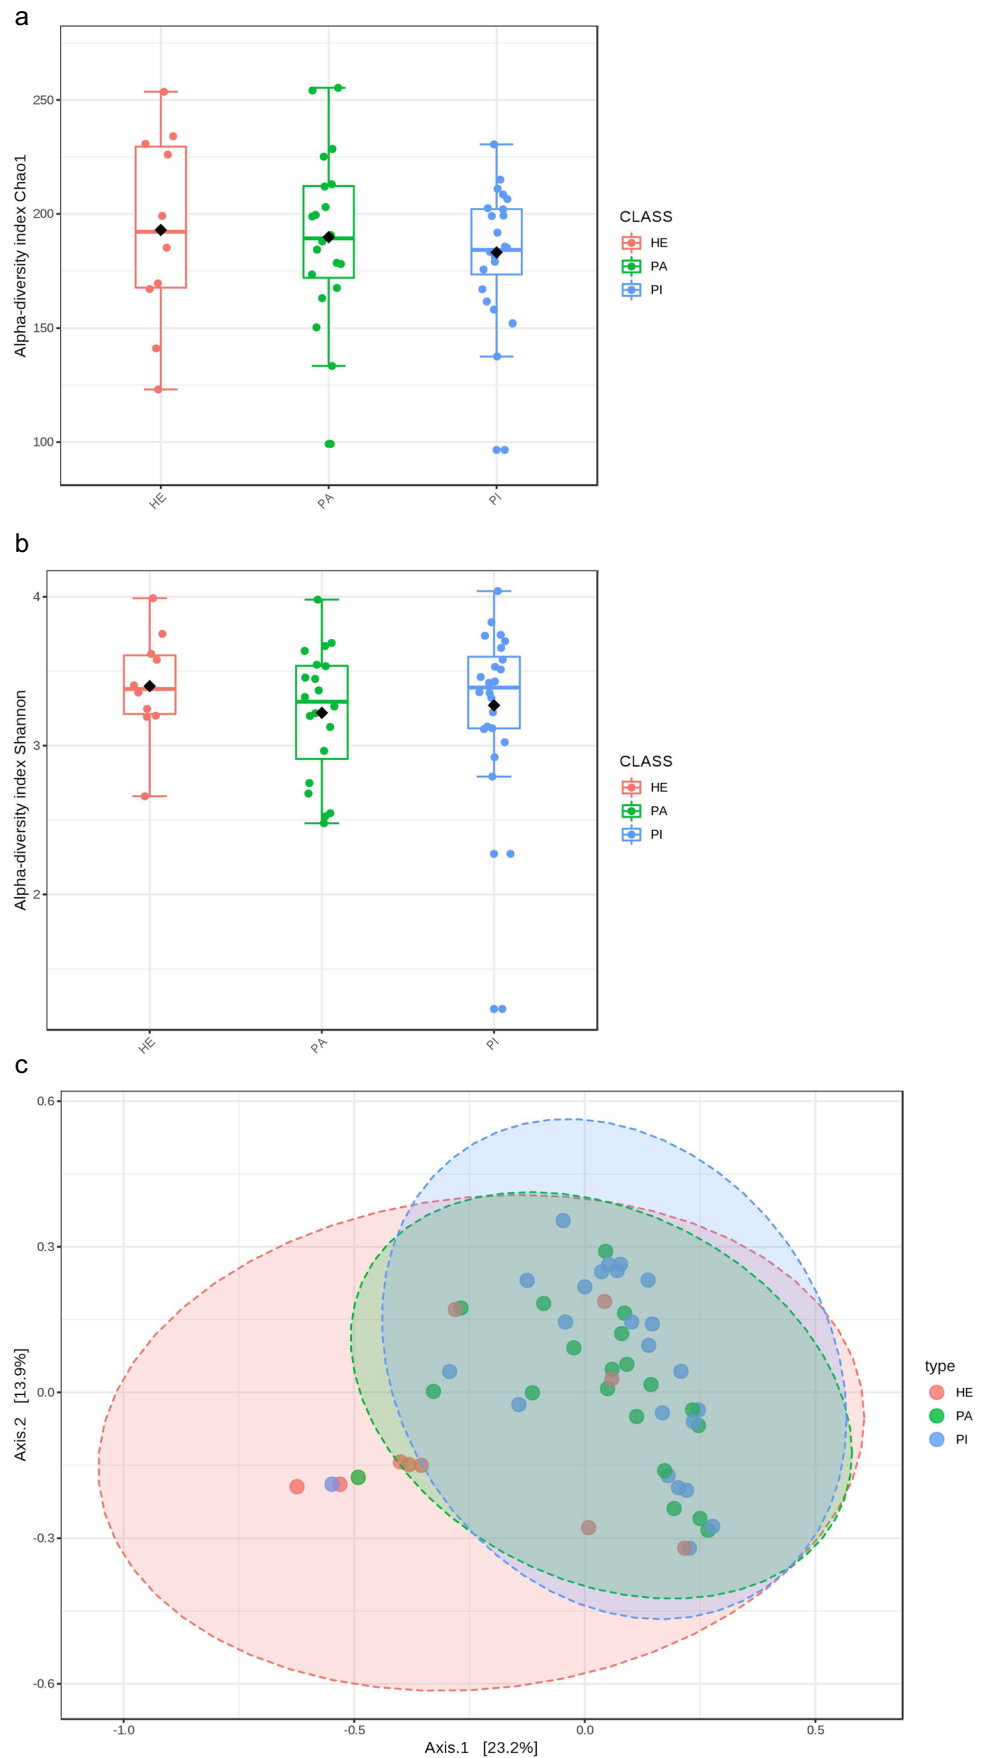 a
Alpha-diversity index Chao1
250
200
150
100
HE
PA
PI
CLASS
HE
PA
PI
b
Alpha-diversity index Shannon
4
3
2
HE
PA
PI
CLASS
HE
PA
PI
c
Axis.2 [13.9%]
0.6
0.3
0.0
-0.3
-0.6
-1.0
-0.5
0.0
0.5
Axis.1 [23.2%]
type
HE
PA
PI